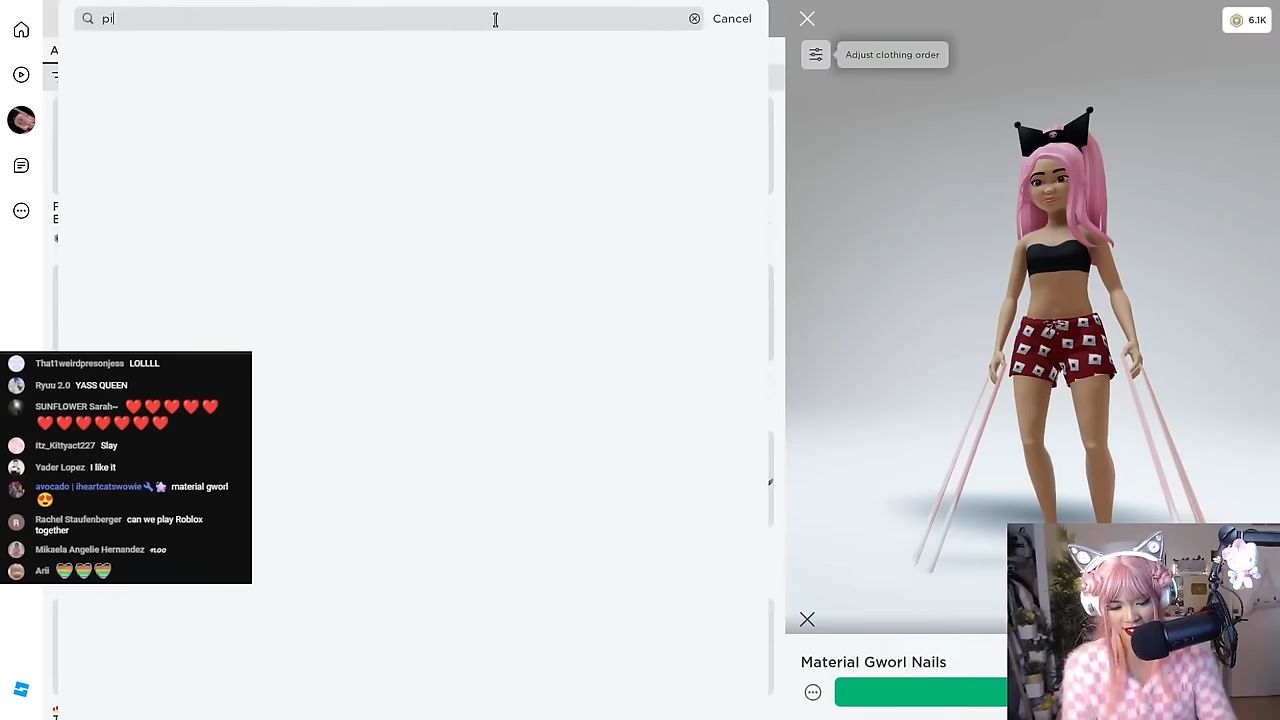 pi
Cancel
6.1K
Adjust clothing order
A
F
E
That1weirdpresonjess LOLLLL
Ryuu 2.0 YASS QUEEN
SUNFLOWER Sarah~ ❤️❤️❤️❤️❤️
❤️❤️❤️❤️❤️❤️❤️
Itz_Kittyact227 Slay
Yader Lopez I like it
avocado | iheartcatswowie material gworl
😍
R
Rachel Staufenberger can we play Roblox
together
Mikaela Angelie Hernandez
Arii
Material Gworl Nails